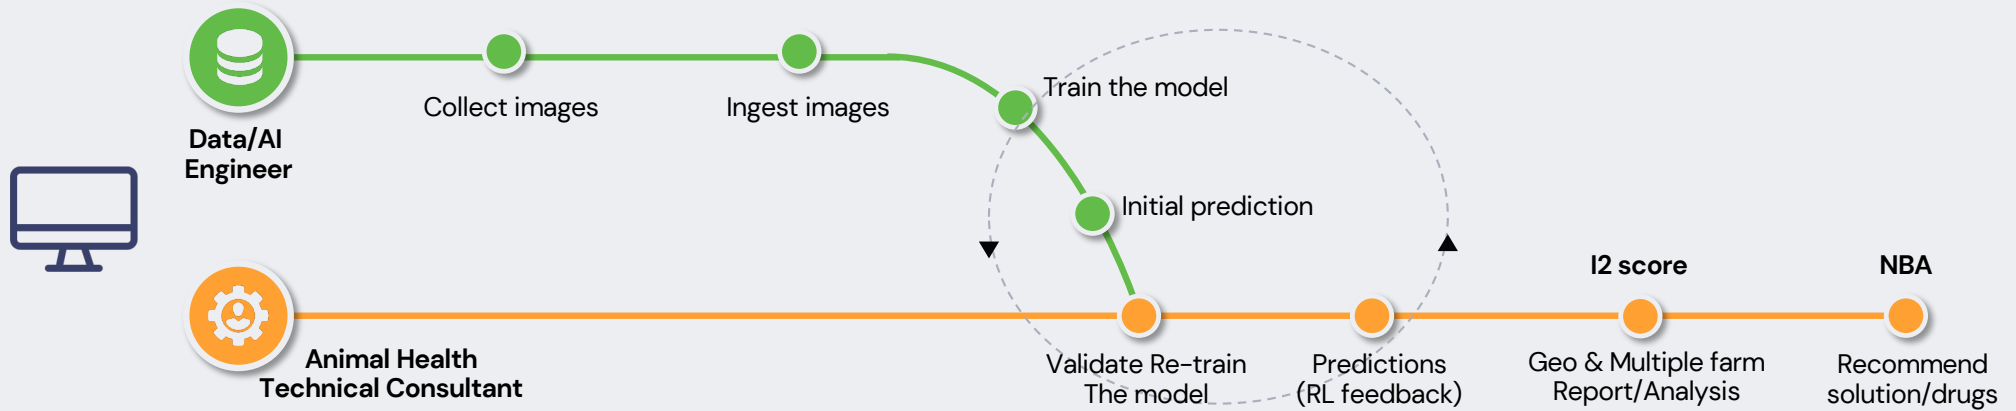 Data/AI
Engineer
Collect images
Ingest images
Train the model
Initial prediction
Animal Health
Technical Consultant
Validate Re-train
The model
Predictions
(RL feedback)
I2 score
Geo & Multiple farm
Report/Analysis
NBA
Recommend
solution/drugs